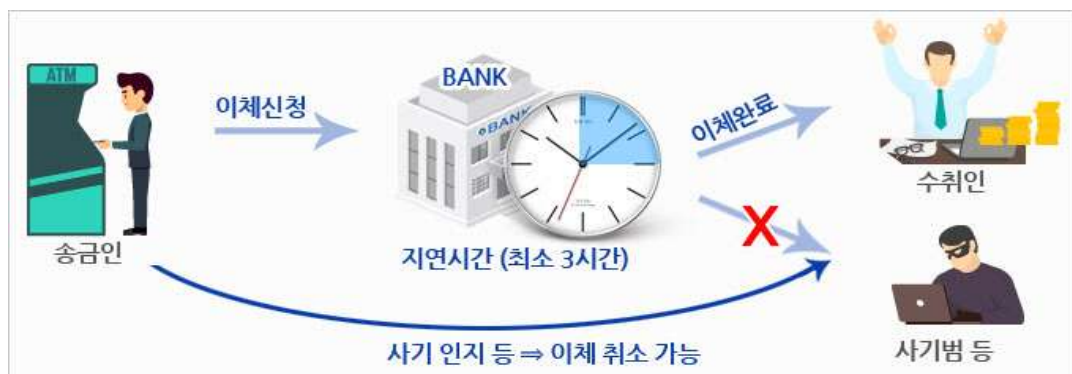 ATM
송금인
이체신청
BANK
BANK
지연시간 (최소 3시간)
이체완료
수취인
X
사기범 등
사기 인지 등 ⇒ 이체 취소 가능